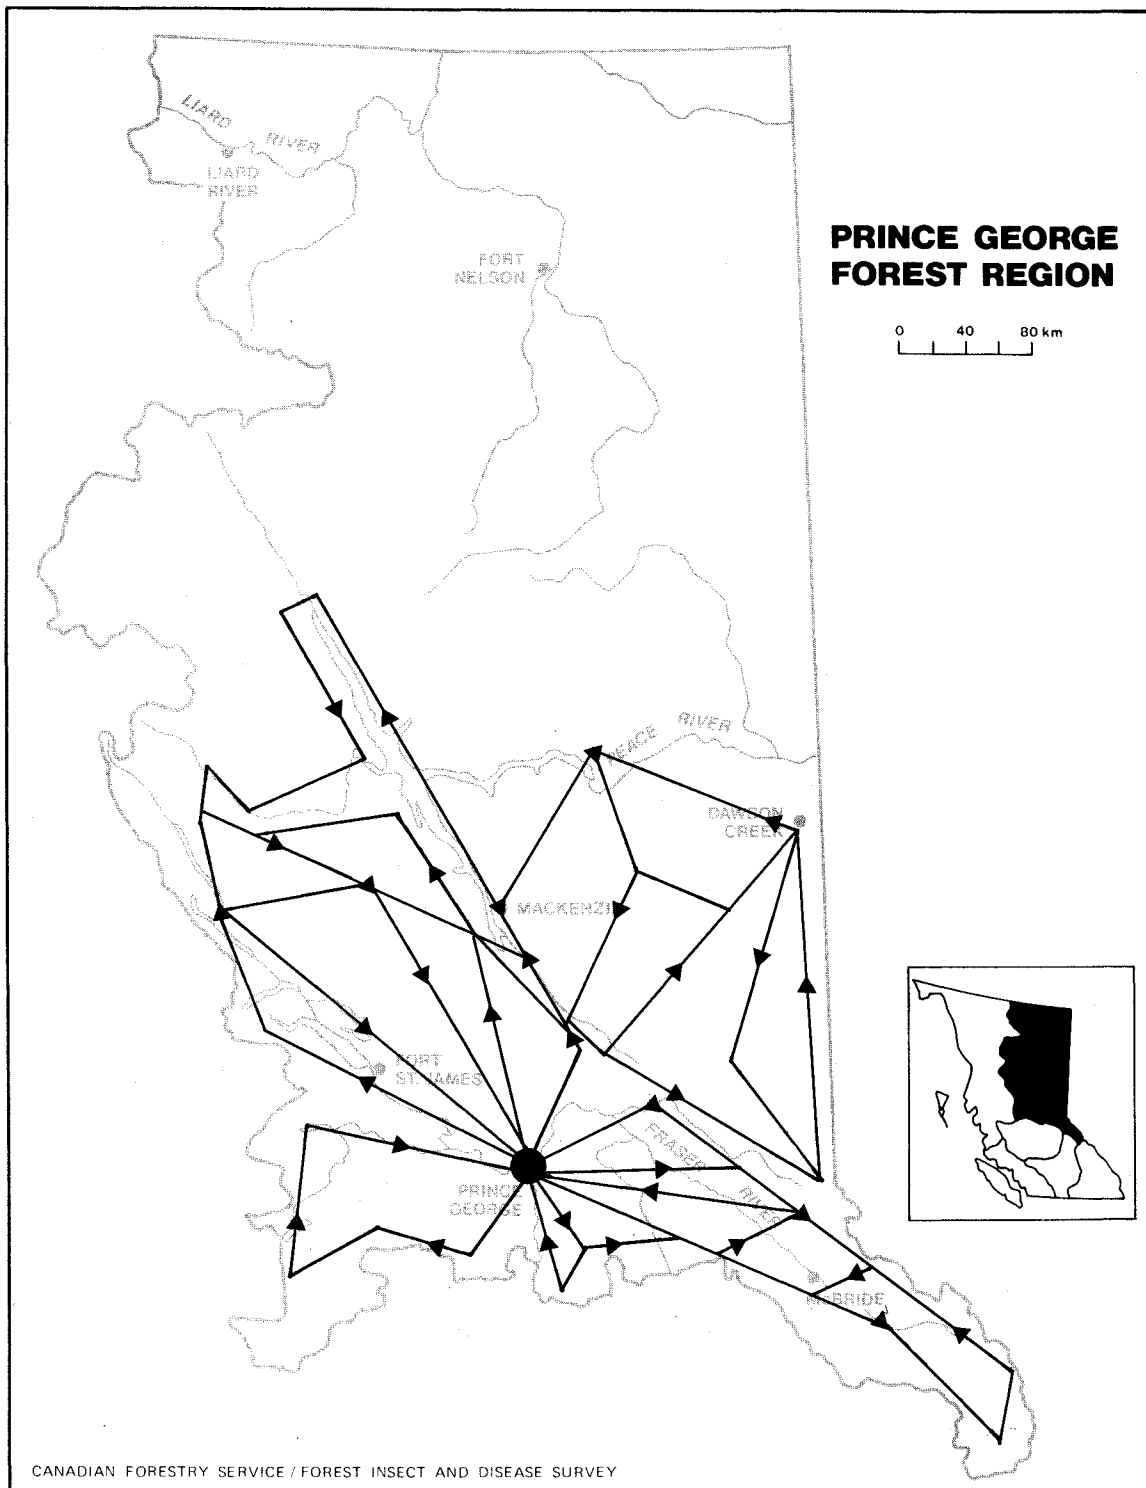 LIARD
RIVER
LIARD
RIVER
PRINCE GEORGE
FOREST REGION
FORT
NELSON
0 40 80 km
PEACE RIVER
DAWSON
CREEK
MACKENZIE
FORT
ST. JAMES
FRASER
RIVER
PRINCE
GEORGE
McBRIDE
CANADIAN FORESTRY SERVICE / FOREST INSECT AND DISEASE SURVEY